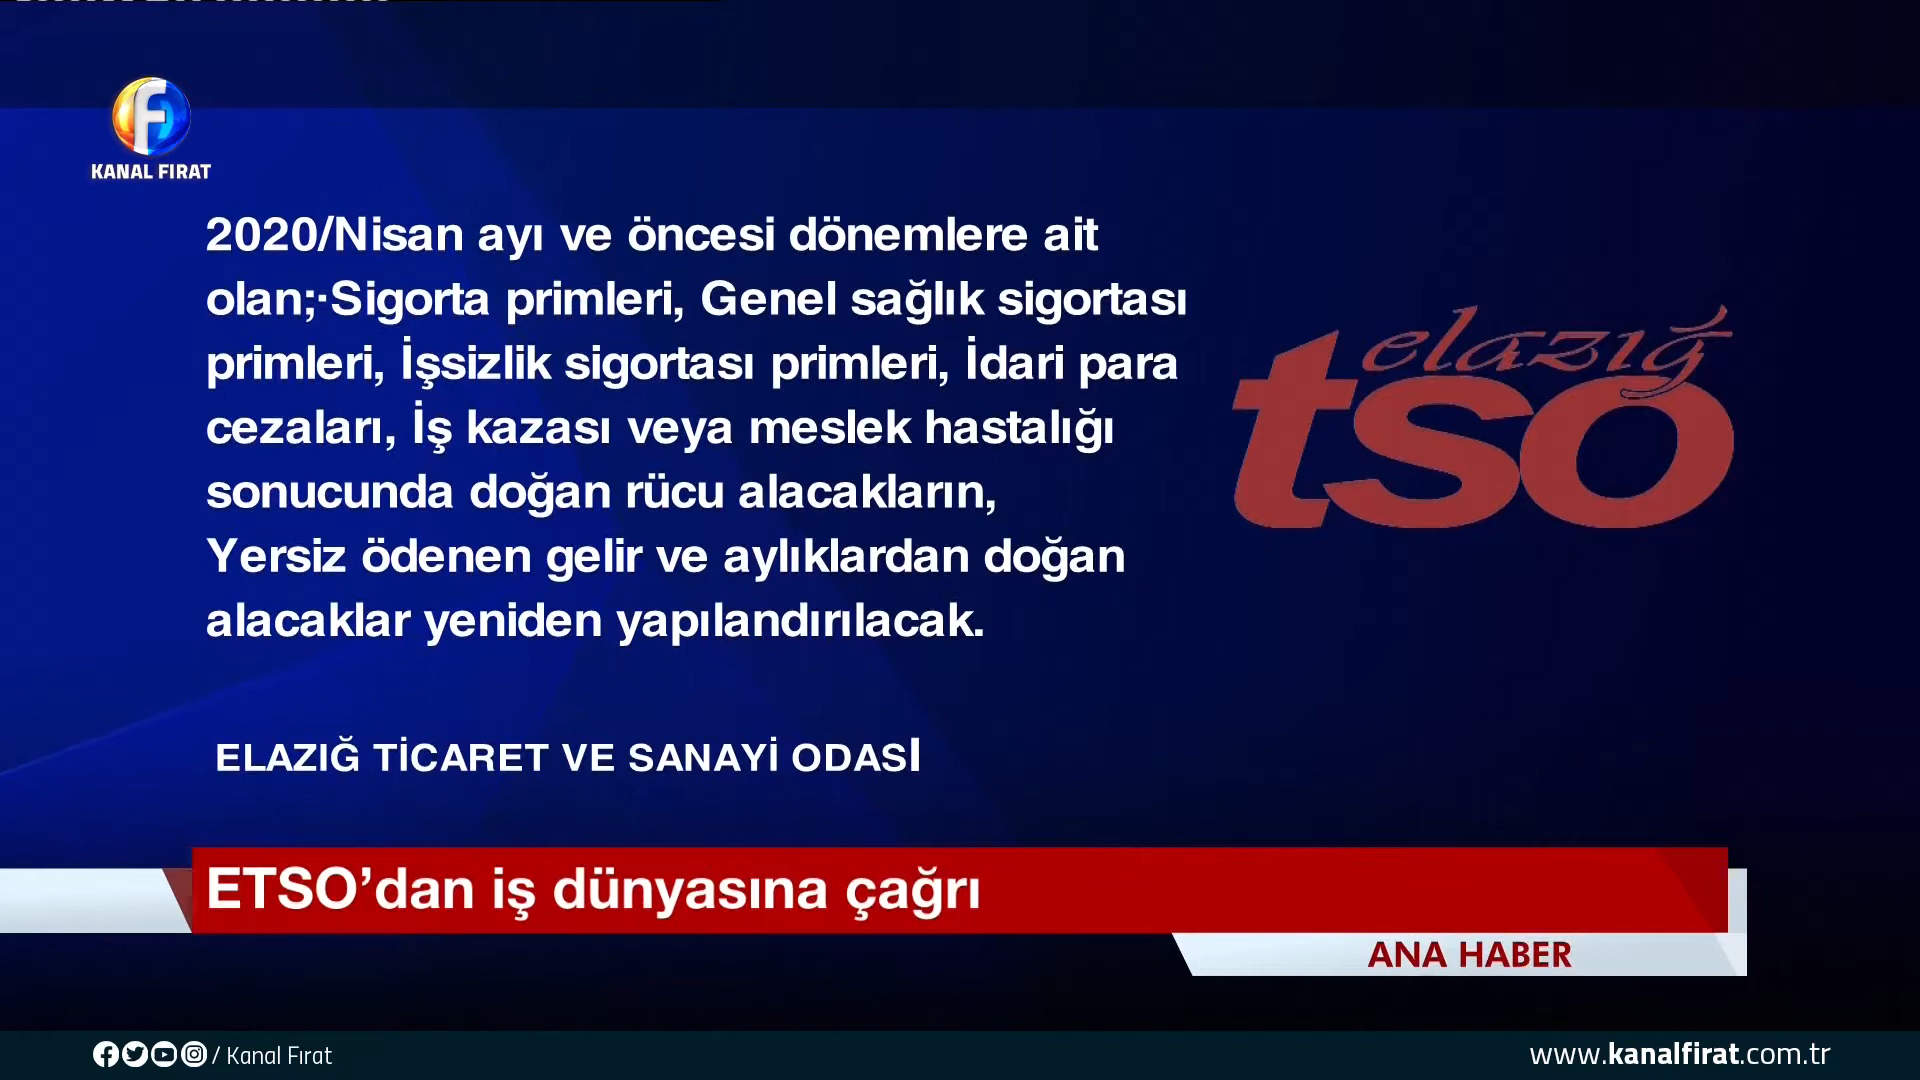 KANAL FIRAT
2020/Nisan ayı ve öncesi dönemlere ait
olan;·Sigorta primleri, Genel sağlık sigortası
primleri, İşsizlik sigortası primleri, İdari para
cezaları, İş kazası veya meslek hastalığı
sonucunda doğan rücu alacakların,
Yersiz ödenen gelir ve aylıklardan doğan
alacaklar yeniden yapılandırılacak.
elazığ
tso
ELAZIĞ TİCARET VE SANAYİ ODASI
ETSO’dan iş dünyasına çağrı
ANA HABER
/ Kanal Fırat
www.kanalfirat.com.tr